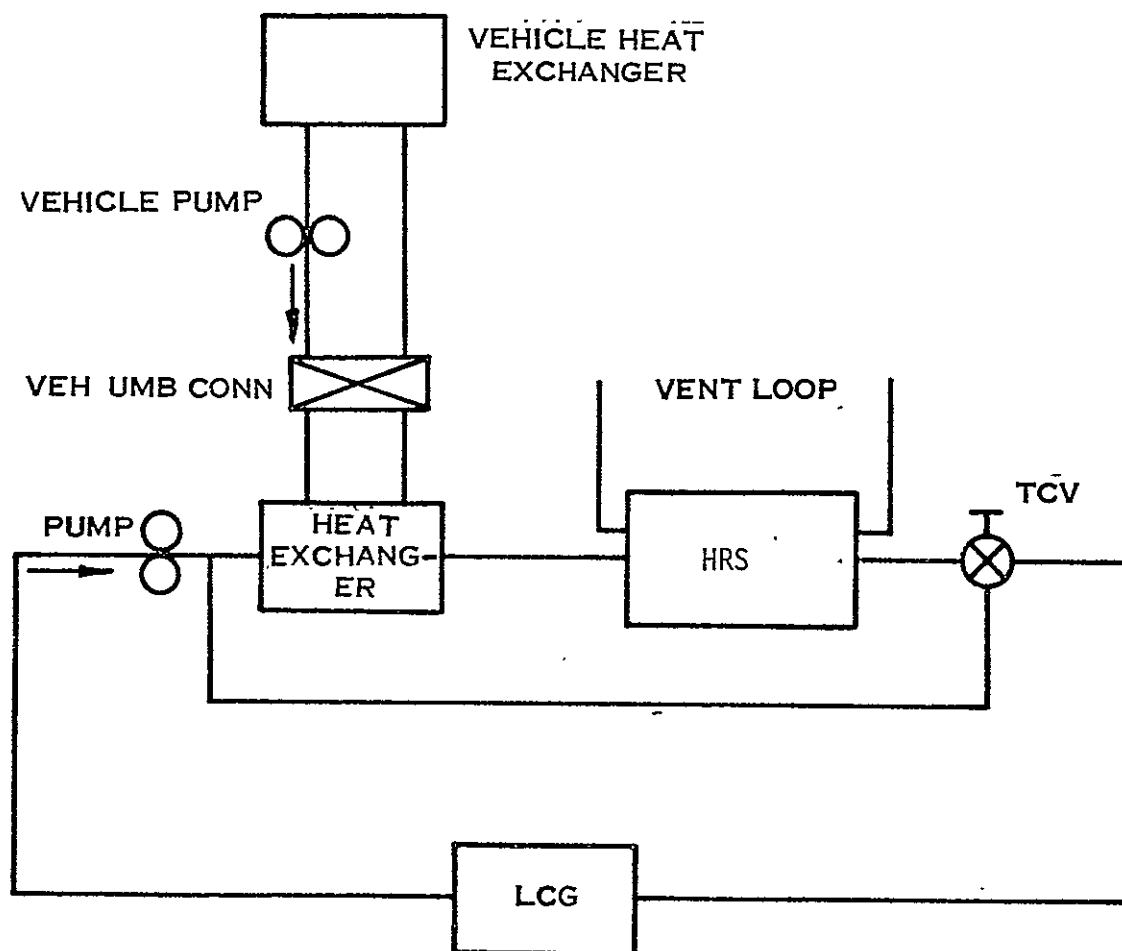 VEHICLE HEAT
EXCHANGER
VEHICLE PUMP
VEH UMB CONN
VENT LOOP
TCV
PUMP
HEAT
EXCHANG
ER
HRS
LCG